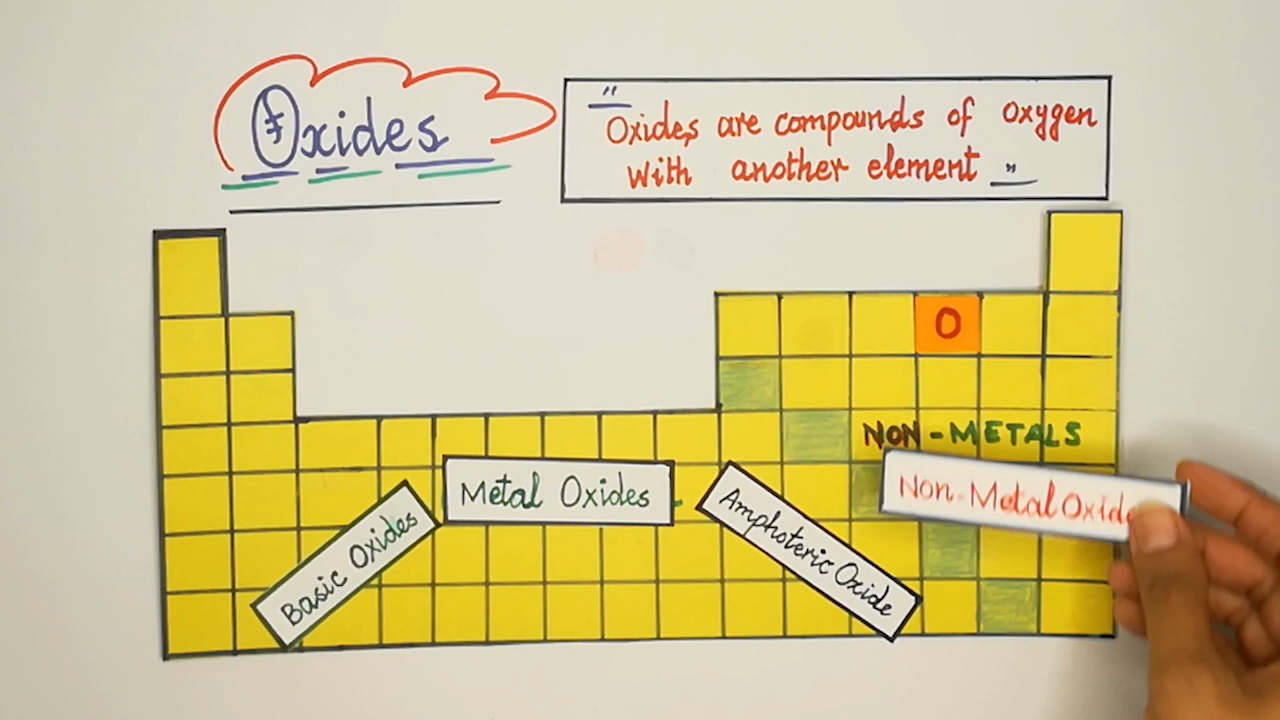 Oxides
" Oxides are compounds of oxygen
with another element "
O
NON-METALS
Metal Oxides
Non-Metal Oxide
Basic Oxides
Amphoteric Oxide